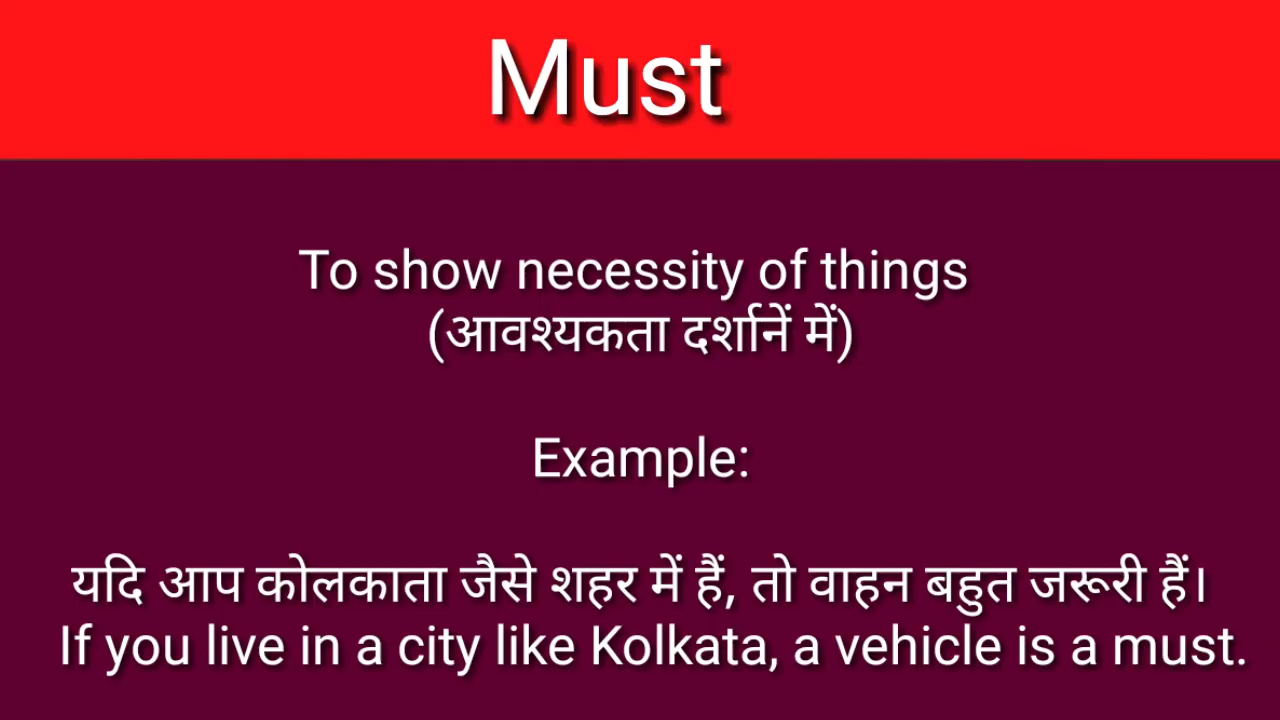 Must
To show necessity of things
(आवश्यकता दर्शानें में)
Example:
यदि आप कोलकाता जैसे शहर में हैं, तो वाहन बहुत जरूरी हैं।
If you live in a city like Kolkata, a vehicle is a must.